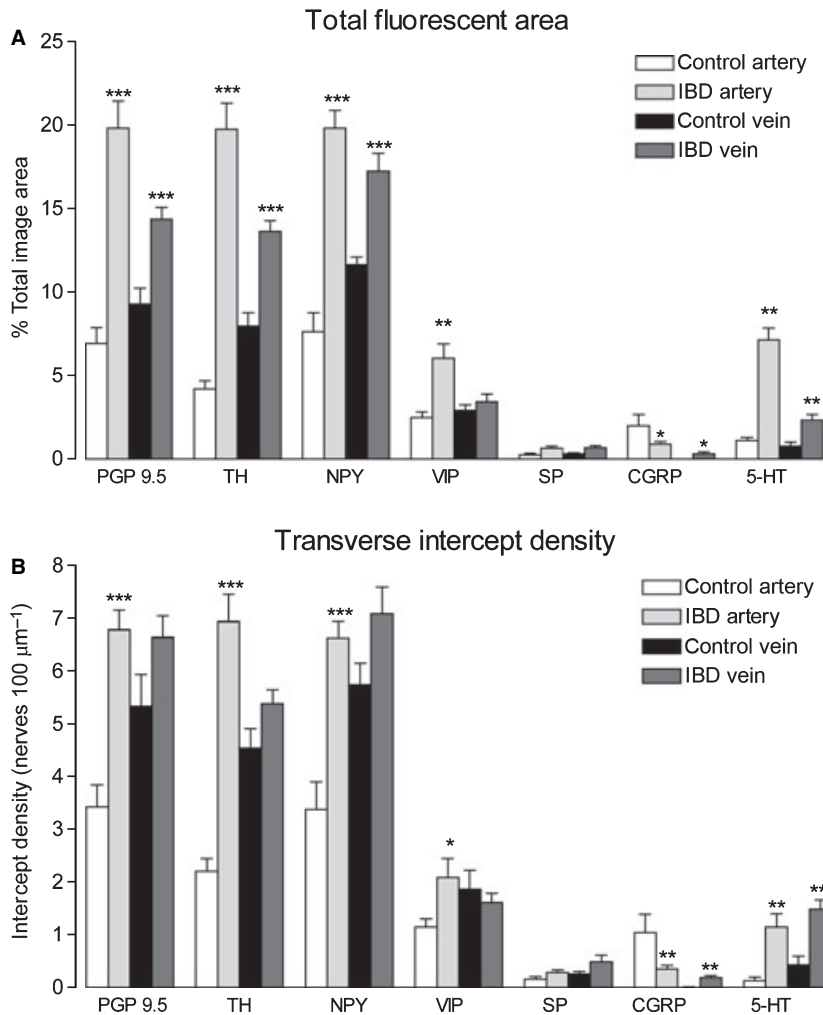 Total fluorescent area
A
25
20
15
10
5
0
% Total image area
Control artery
IBD artery
Control vein
IBD vein
*** *** *** *** *** *** ** * * ** **
PGP 9.5 TH NPY VIP SP CGRP 5-HT
Transverse intercept density
B
8
7
6
5
4
3
2
1
0
Intercept density (nerves 100 μm⁻¹)
Control artery
IBD artery
Control vein
IBD vein
*** *** *** * ** ** ** **
PGP 9.5 TH NPY VIP SP CGRP 5-HT